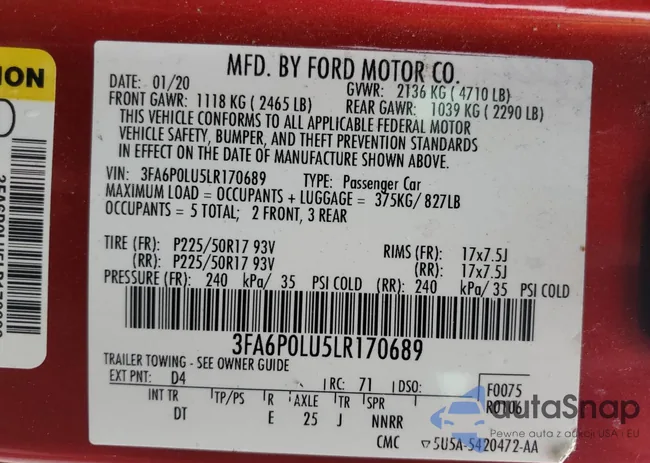 MFD. BY FORD MOTOR CO.
DATE: 01/20 GVWR: 2136 KG ( 4710 LB)
FRONT GAWR: 1118 KG ( 2465 LB) REAR GAWR: 1039 KG ( 2290 LB)
THIS VEHICLE CONFORMS TO ALL APPLICABLE FEDERAL MOTOR
VEHICLE SAFETY, BUMPER, AND THEFT PREVENTION STANDARDS
IN EFFECT ON THE DATE OF MANUFACTURE SHOWN ABOVE.
VIN: 3FA6P0LU5LR170689 TYPE: Passenger Car
MAXIMUM LOAD = OCCUPANTS + LUGGAGE = 375KG/ 827LB
OCCUPANTS = 5 TOTAL; 2 FRONT, 3 REAR
TIRE (FR): P225/50R17 93V RIMS (FR): 17x7.5J
(RR): P225/50R17 93V (RR): 17x7.5J
PRESSURE (FR): 240 kPa/ 35 PSI COLD (RR): 240 kPa/ 35 PSI COLD
3FA6P0LU5LR170689
TRAILER TOWING - SEE OWNER GUIDE
EXT PNT: D4 RC: 71 DSO: F0075
R0106
INT TR TP/PS R AXLE TR SPR
DT E 25 J NNRR
CMC 5U5A-5420472-AA
ION
autoSnap
Pewne auta z aukcji USA i EU